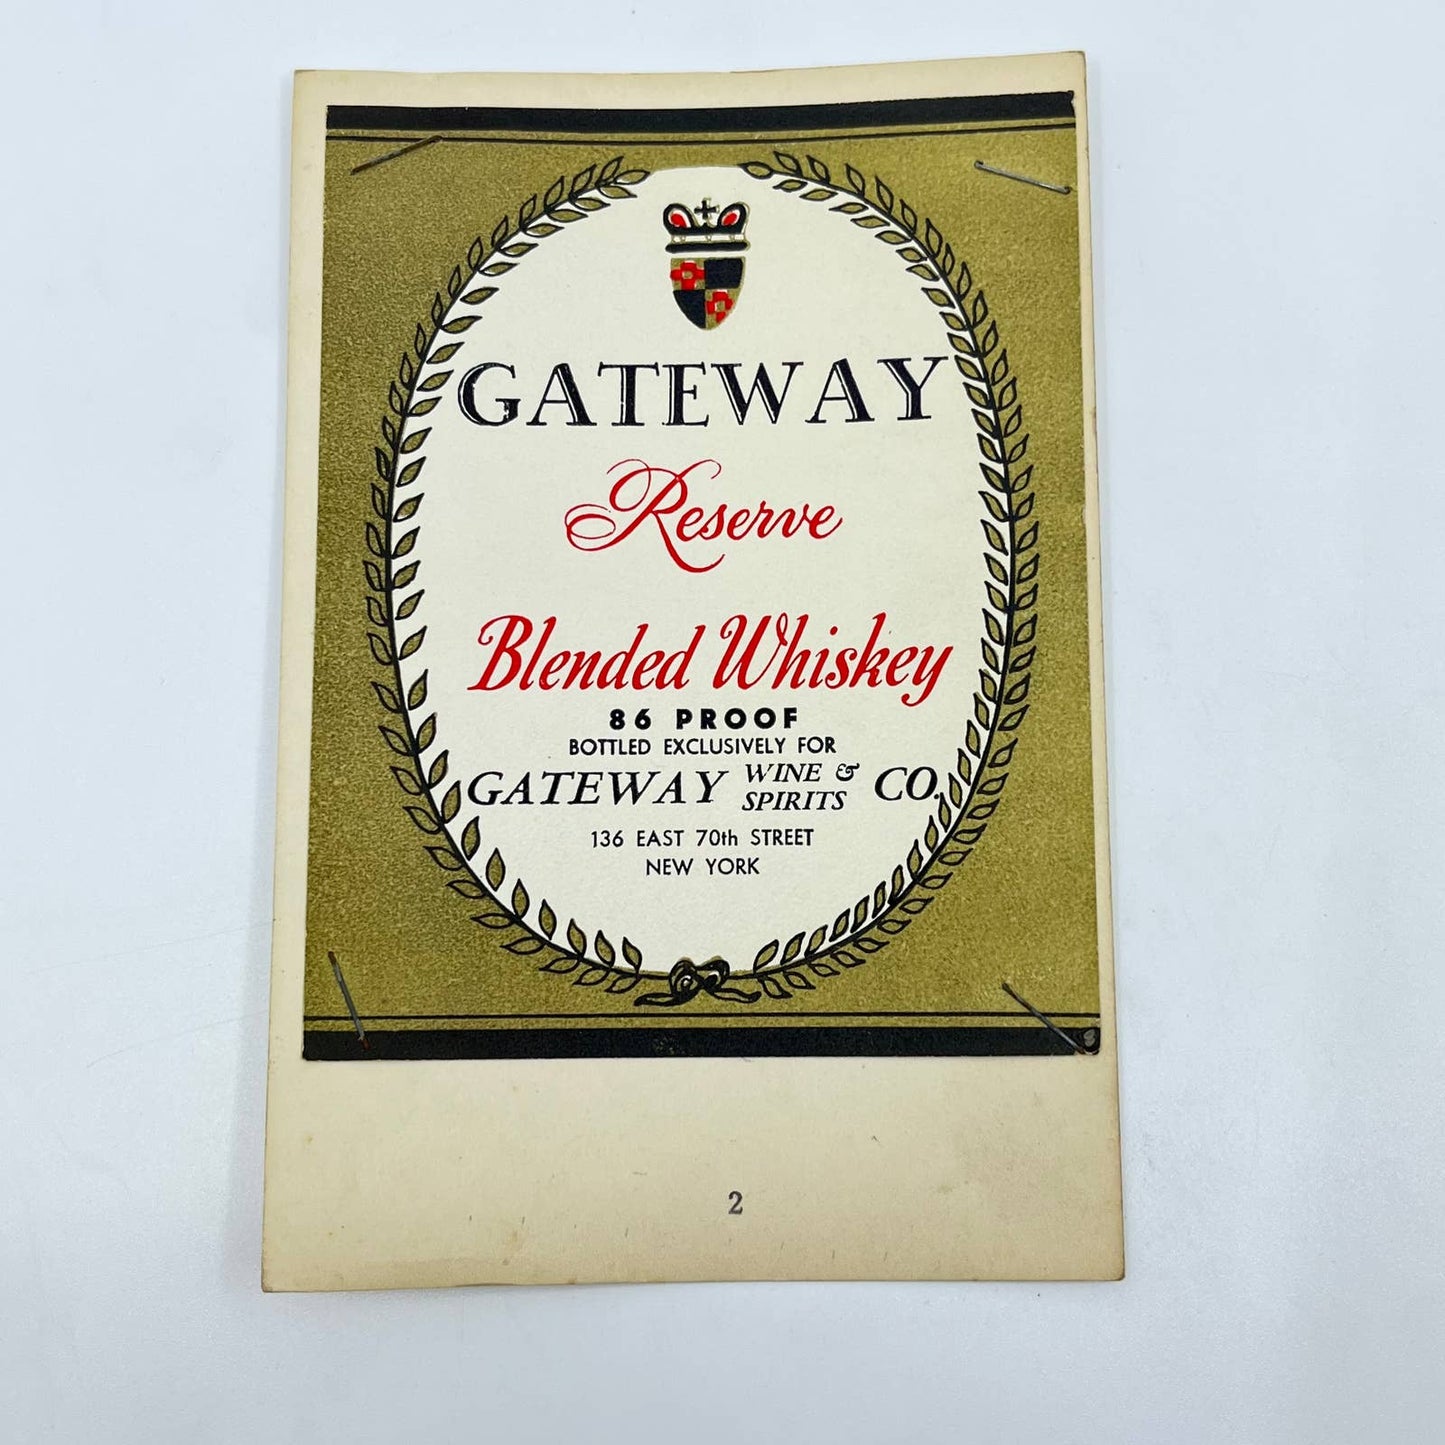 GATEWAY
Reserve
Blended Whiskey
86 PROOF
BOTTLED EXCLUSIVELY FOR
GATEWAY WINE & SPIRITS CO.
136 EAST 70th STREET
NEW YORK
2